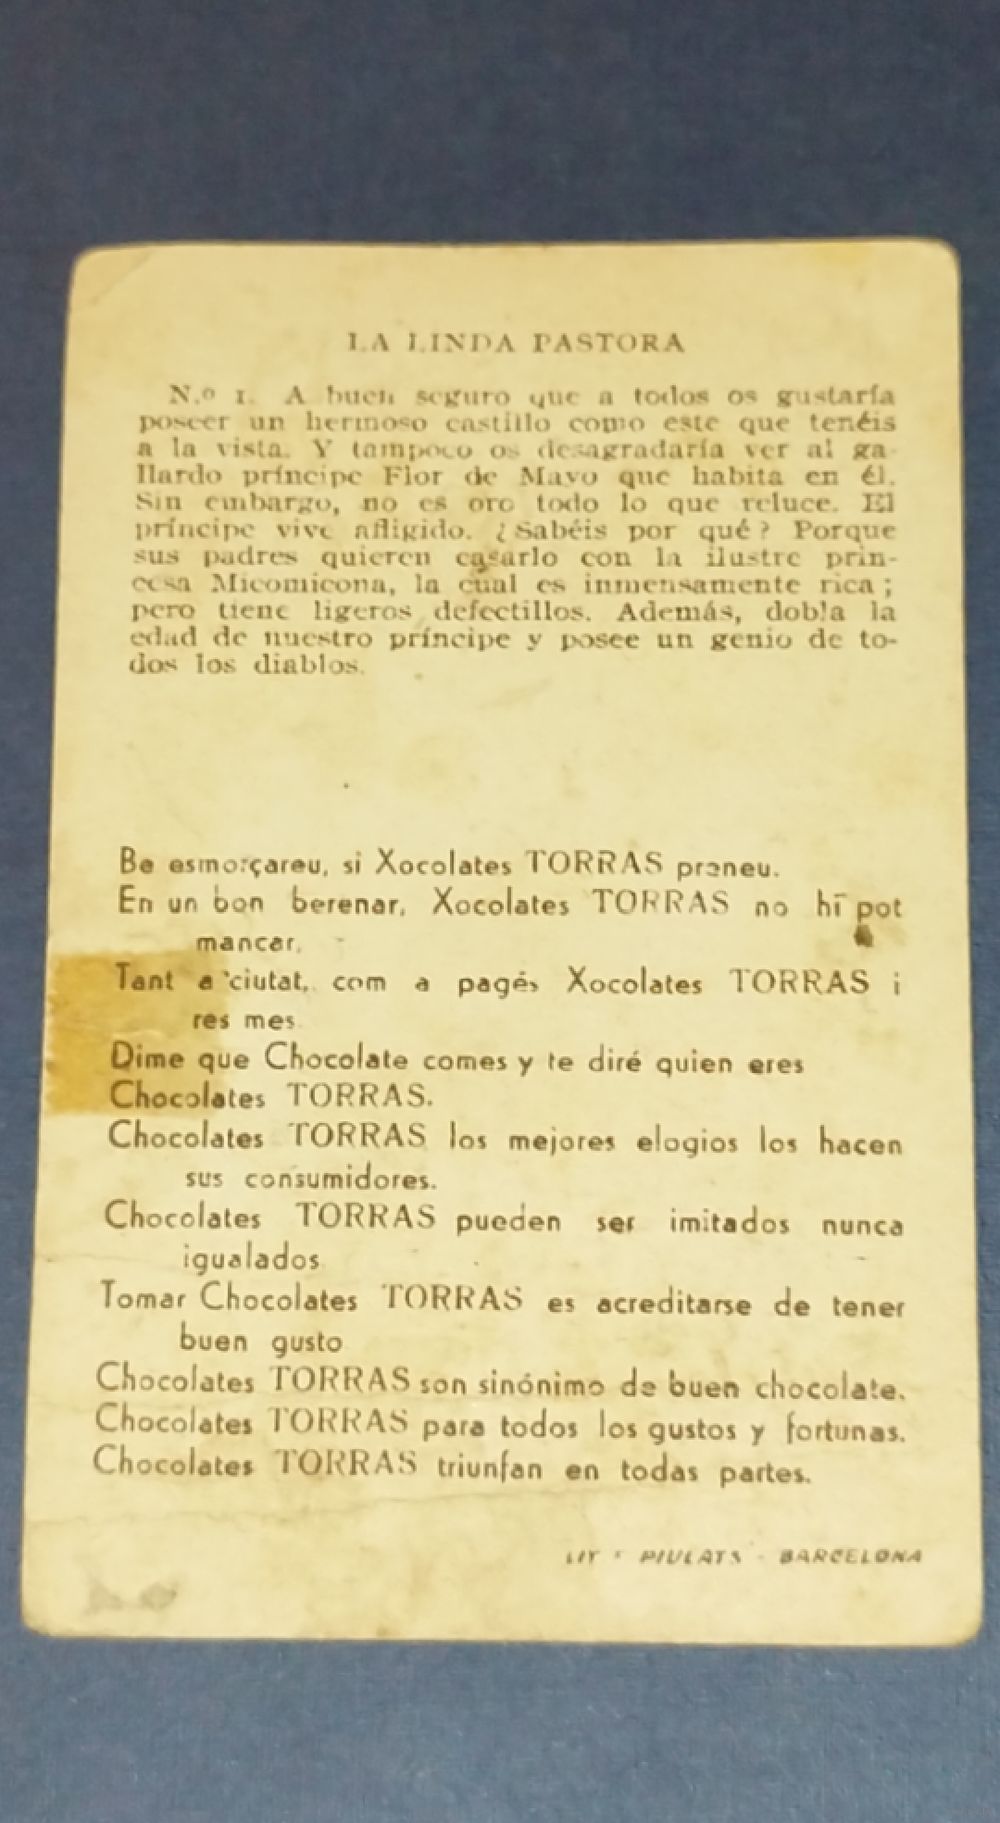 LA LINDA PASTORA
N.º 1. A buen seguro que a todos os gustaría
poseer un hermoso castillo como este que tenéis
a la vista. Y tampoco os desagradaría ver al ga-
llardo príncipe Flor de Mayo que habita en él.
Sin embargo, no es oro todo lo que reluce. El
príncipe vive afligido. ¿Sabéis por qué? Porque
sus padres quieren casarlo con la ilustre prin-
cesa Micomicona, la cual es inmensamente rica;
pero tiene ligeros defectillos. Además, dobla la
edad de nuestro príncipe y posee un genio de to-
dos los diablos.
Be esmorçareu, si Xocolates TORRAS preneu.
En un bon berenar, Xocolates TORRAS no hi pot
mancar.
Tant a ciutat, com a pagés Xocolates TORRAS i
res mes
Dime que Chocolate comes y te diré quien eres
Chocolates TORRAS.
Chocolates TORRAS los mejores elogios los hacen
sus consumidores.
Chocolates TORRAS pueden ser imitados nunca
igualados
Tomar Chocolates TORRAS es acreditarse de tener
buen gusto
Chocolates TORRAS son sinónimo de buen chocolate.
Chocolates TORRAS para todos los gustos y fortunas.
Chocolates TORRAS triunfan en todas partes.
LIT PIULATS - BARCELONA